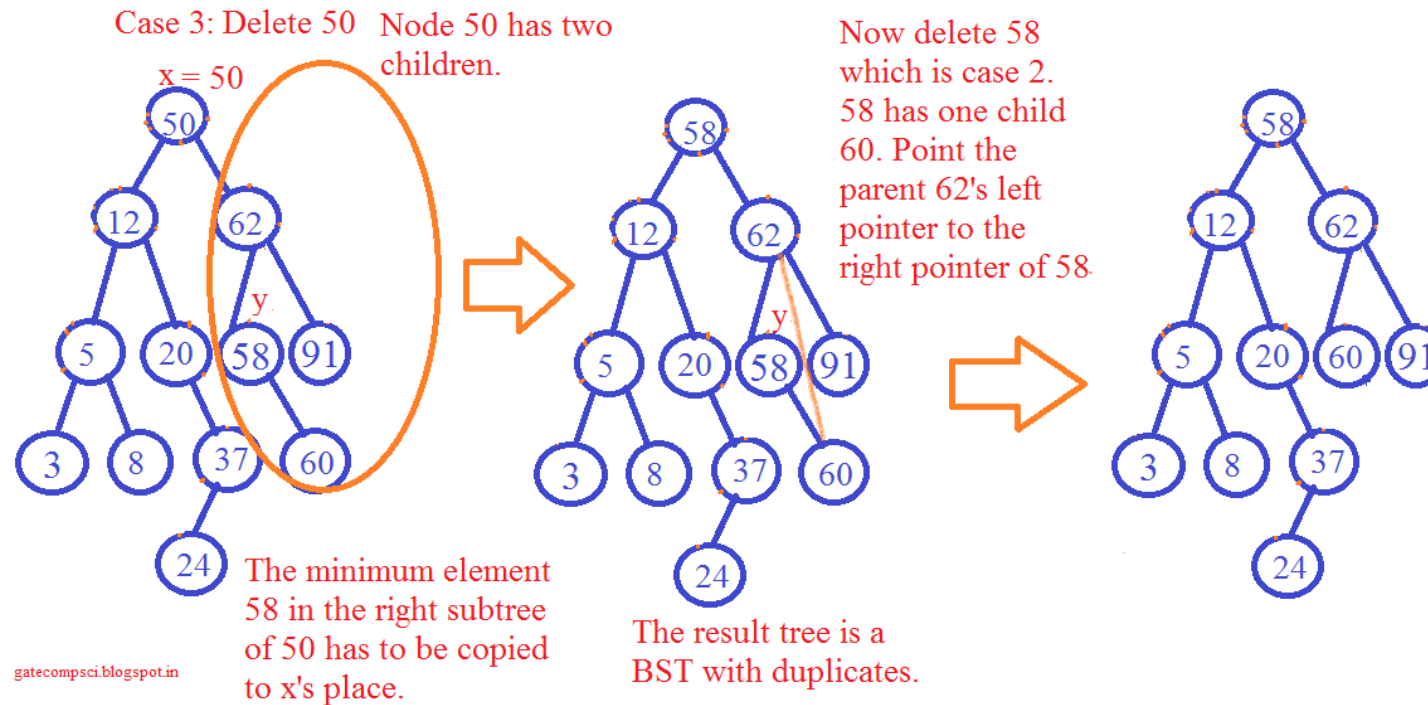 Case 3: Delete 50
Node 50 has two
children.
x = 50
50
12
62
y
5
20
58
91
3
8
37
60
24
The minimum element
58 in the right subtree
of 50 has to be copied
to x's place.
gatecompsci.blogspot.in
58
12
62
y
5
20
58
91
3
8
37
60
24
The result tree is a
BST with duplicates.
Now delete 58
which is case 2.
58 has one child
60. Point the
parent 62's left
pointer to the
right pointer of 58.
58
12
62
5
20
60
91
3
8
37
24